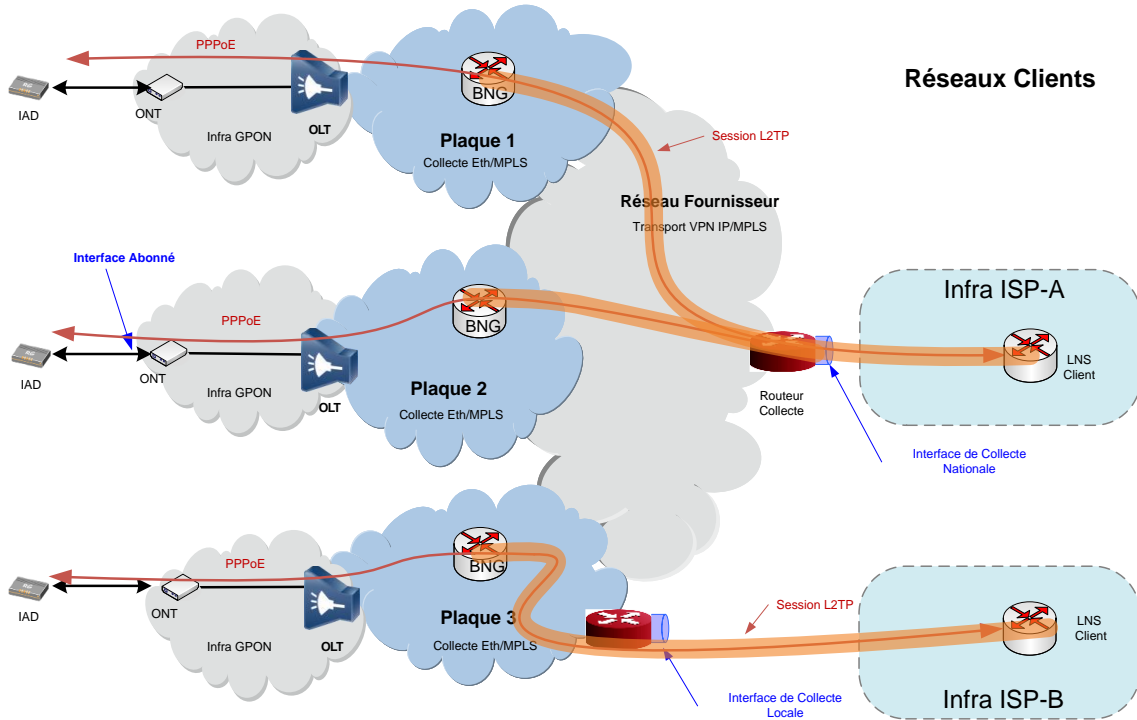 PPPoE
IAD
ONT
Infra GPON
OLT
BNG
Plaque 1
Collecte Eth/MPLS
Réseaux Clients
Session L2TP
Réseau Fournisseur
Transport VPN IP/MPLS
Interface Abonné
PPPoE
IAD
ONT
Infra GPON
OLT
BNG
Plaque 2
Collecte Eth/MPLS
Routeur
Collecte
Infra ISP-A
LNS
Client
Interface de Collecte
Nationale
PPPoE
IAD
ONT
Infra GPON
OLT
BNG
Plaque 3
Collecte Eth/MPLS
Session L2TP
LNS
Client
Interface de Collecte
Locale
Infra ISP-B